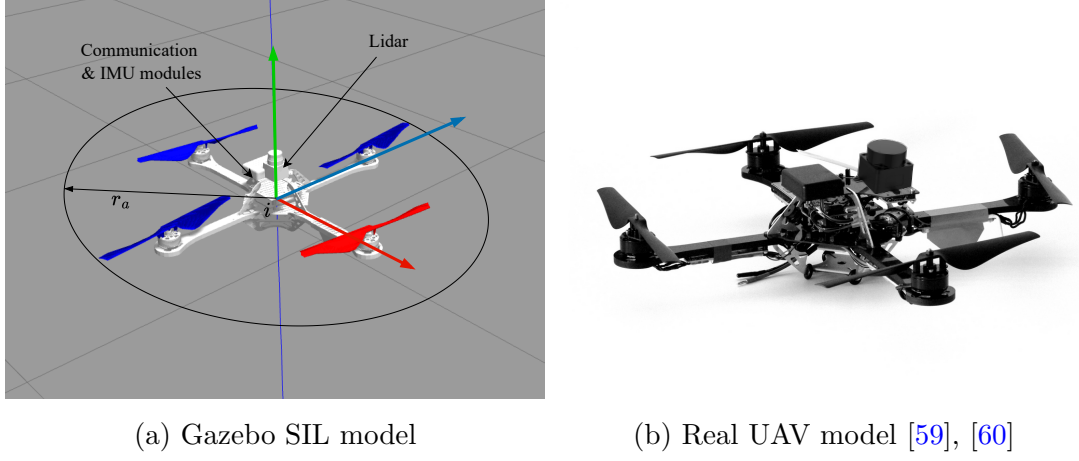 Communication
& IMU modules
Lidar
r_a
i
(a) Gazebo SIL model
(b) Real UAV model [59], [60]